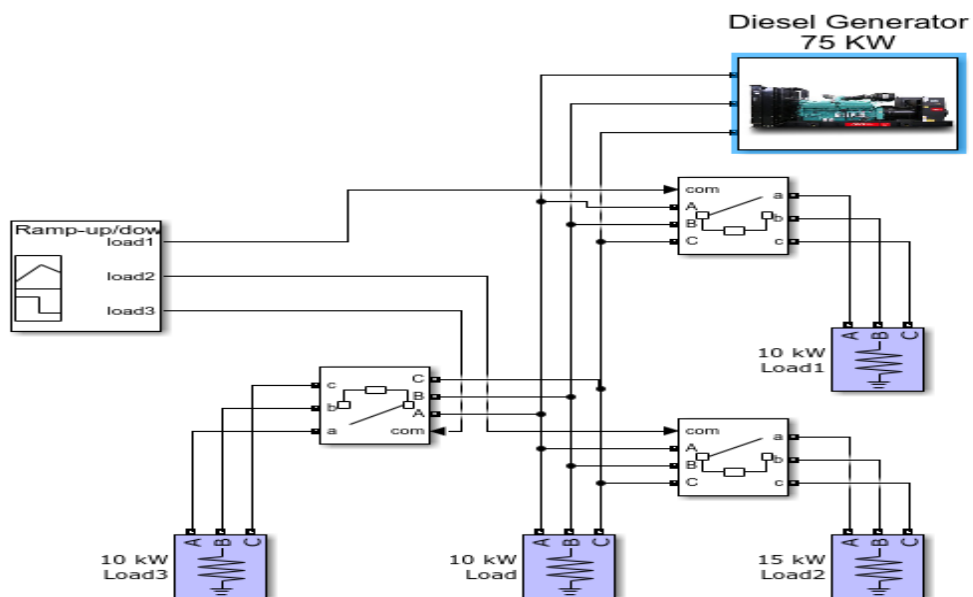 Diesel Generator
75 KW
com
A
B
C
a
b
c
Ramp-up/dow
load1
load2
load3
10 kW
Load1
A
B
C
c
b
a
C
B
A
com
com
A
B
C
a
b
c
10 kW
Load3
A
B
C
10 kW
Load
A
B
C
15 kW
Load2
A
B
C